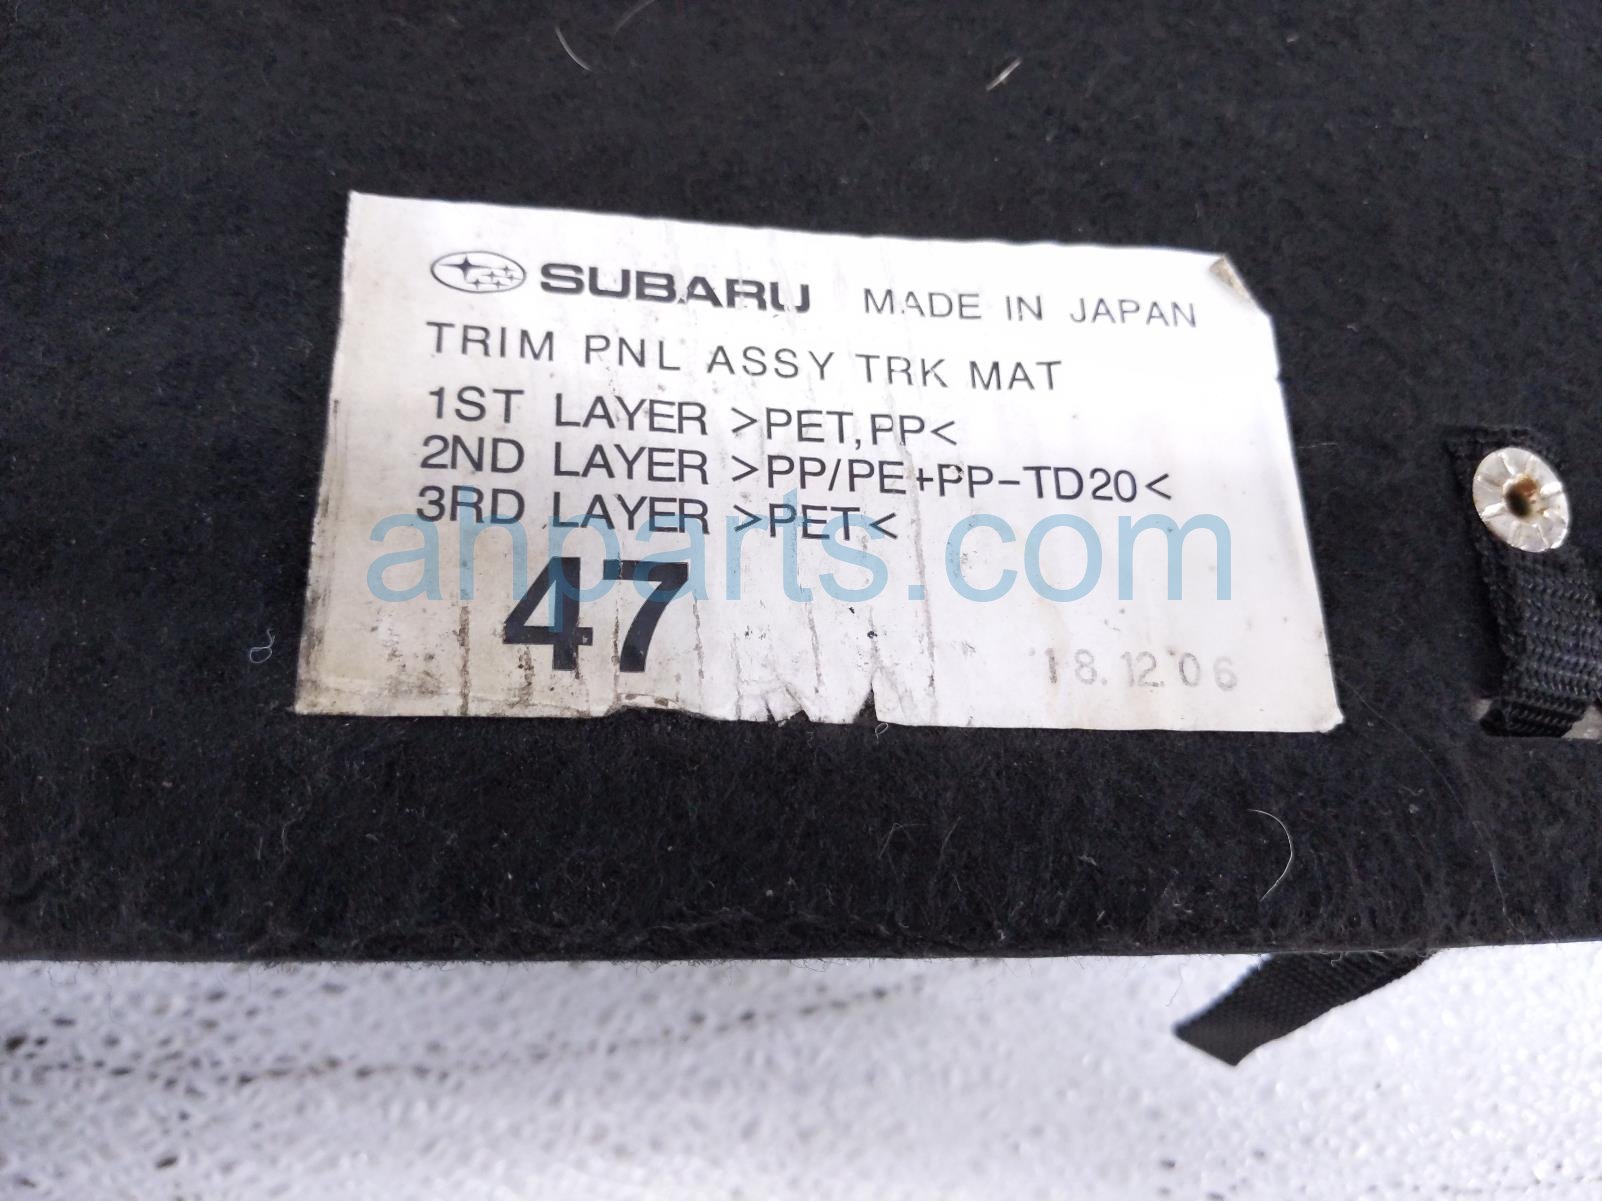 SUBARU MADE IN JAPAN
TRIM PNL ASSY TRK MAT
1ST LAYER >PET,PP<
2ND LAYER >PP/PE+PP-TD20<
3RD LAYER >PET<
ahparts.com
47
18.12.06